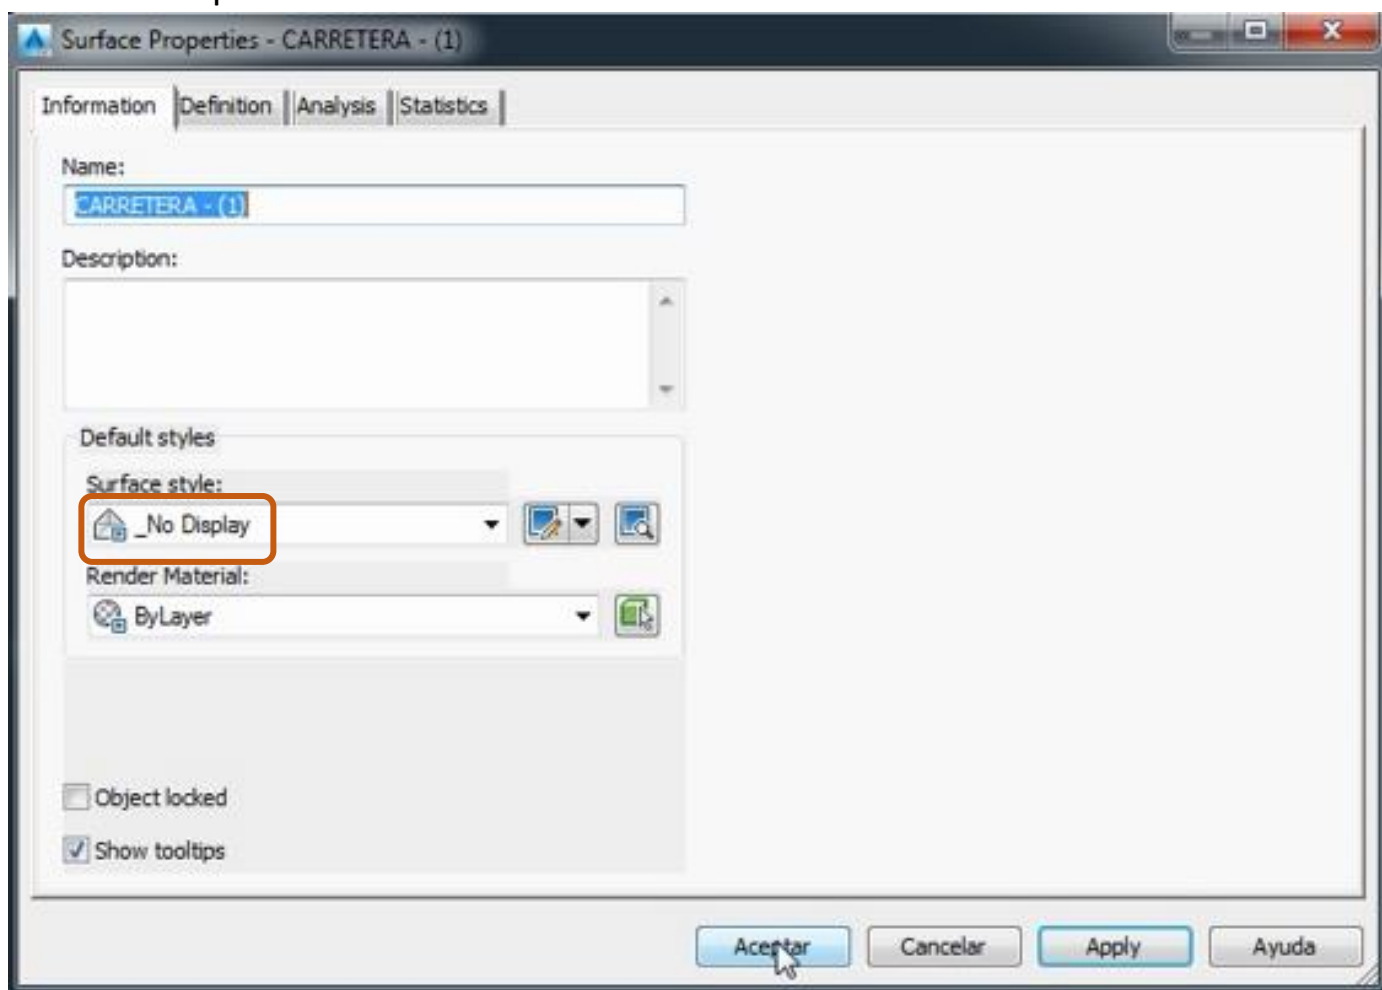 Surface Properties - CARRETERA - (1)
Information Definition Analysis Statistics
Name:
CARRETERA - (1)
Description:
Default styles
Surface style:
_No Display
Render Material:
ByLayer
Object locked
Show tooltips
Aceptar Cancelar Apply Ayuda